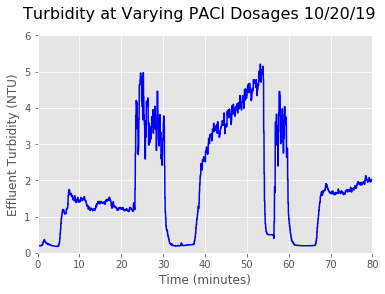 Turbidity at Varying PACl Dosages 10/20/19
6
5
4
3
2
1
0
Effluent Turbidity (NTU)
0 10 20 30 40 50 60 70 80
Time (minutes)